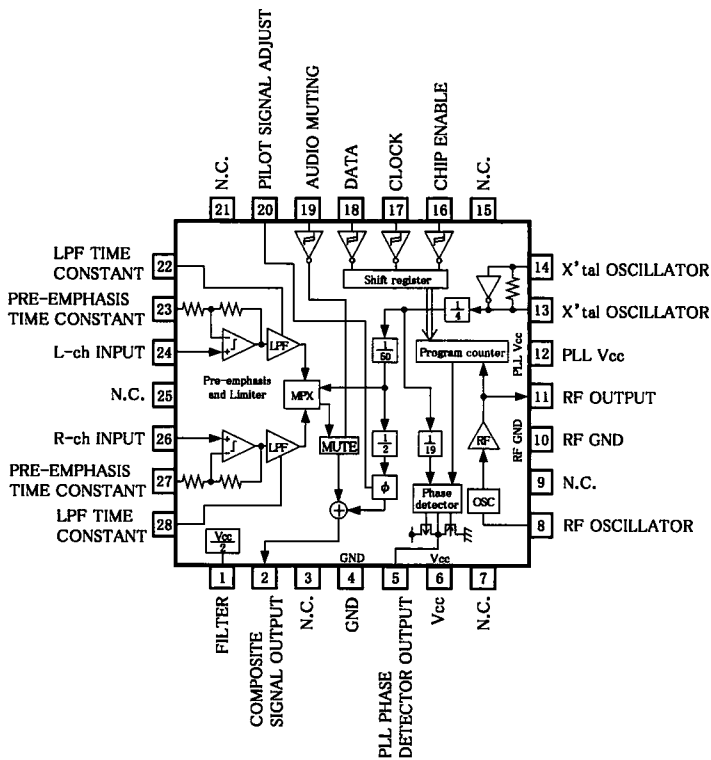 N.C.
PILOT SIGNAL ADJUST
AUDIO MUTING
DATA
CLOCK
CHIP ENABLE
N.C.
21
20
19
18
17
16
15
LPF TIME
CONSTANT
22
PRE-EMPHASIS
TIME CONSTANT
23
L-ch INPUT
24
N.C.
25
R-ch INPUT
26
PRE-EMPHASIS
TIME CONSTANT
27
LPF TIME
CONSTANT
28
Shift register
1/4
1/50
Program counter
PLL Vcc
LPF
Pre-emphasis
and Limiter
MPX
MUTE
1/2
1/19
RF
RF GND
LPF
ϕ
Phase
detector
OSC
Vcc/2
GND
Vcc
14
X'tal OSCILLATOR
13
X'tal OSCILLATOR
12
PLL Vcc
11
RF OUTPUT
10
RF GND
9
N.C.
8
RF OSCILLATOR
1
2
3
4
5
6
7
FILTER
COMPOSITE
SIGNAL OUTPUT
N.C.
GND
PLL PHASE
DETECTOR OUTPUT
Vcc
N.C.